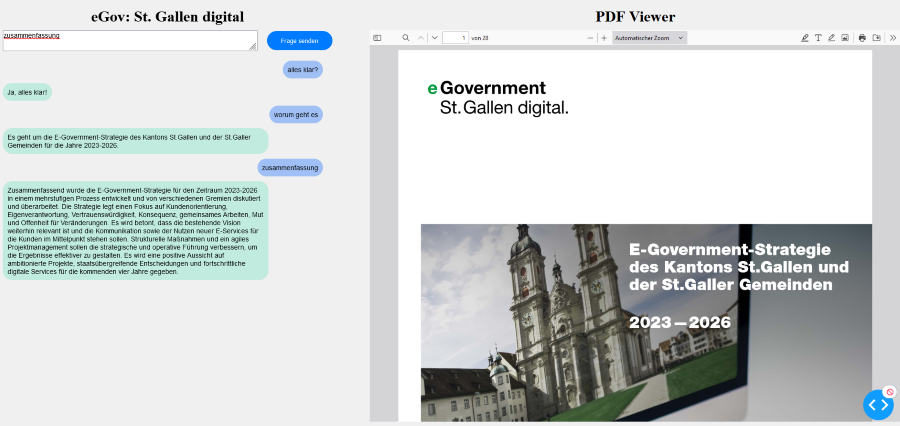 eGov: St. Gallen digital
zusammenfassung
Frage senden
alles klar?
Ja, alles klar!
worum geht es
Es geht um die E-Government-Strategie des Kantons St.Gallen und der St.Galler
Gemeinden für die Jahre 2023-2026.
zusammenfassung
Zusammenfassend wurde die E-Government-Strategie für den Zeitraum 2023-2026
in einem mehrstufigen Prozess entwickelt und von verschiedenen Gremien diskutiert
und überarbeitet. Die Strategie legt einen Fokus auf Kundenorientierung,
Eigenverantwortung, Vertrauenswürdigkeit, Konsequenz, gemeinsames Arbeiten, Mut
und Offenheit für Veränderungen. Es wird betont, dass die bestehende Vision
weiterhin relevant ist und die Kommunikation sowie der Nutzen neuer E-Services für
die Kunden im Mittelpunkt stehen sollen. Strukturelle Maßnahmen und ein agiles
Projektmanagement sollen die strategische und operative Führung verbessern, um
die Ergebnisse effektiver zu gestalten. Es wird eine positive Aussicht auf
ambitionierte Projekte, staatsübergreifende Entscheidungen und fortschrittliche
digitale Services für die kommenden vier Jahre gegeben.
PDF Viewer
1 von 28
Automatischer Zoom
eGovernment
St.Gallen digital.
E-Government-Strategie
des Kantons St.Gallen und
der St.Galler Gemeinden
2023—2026